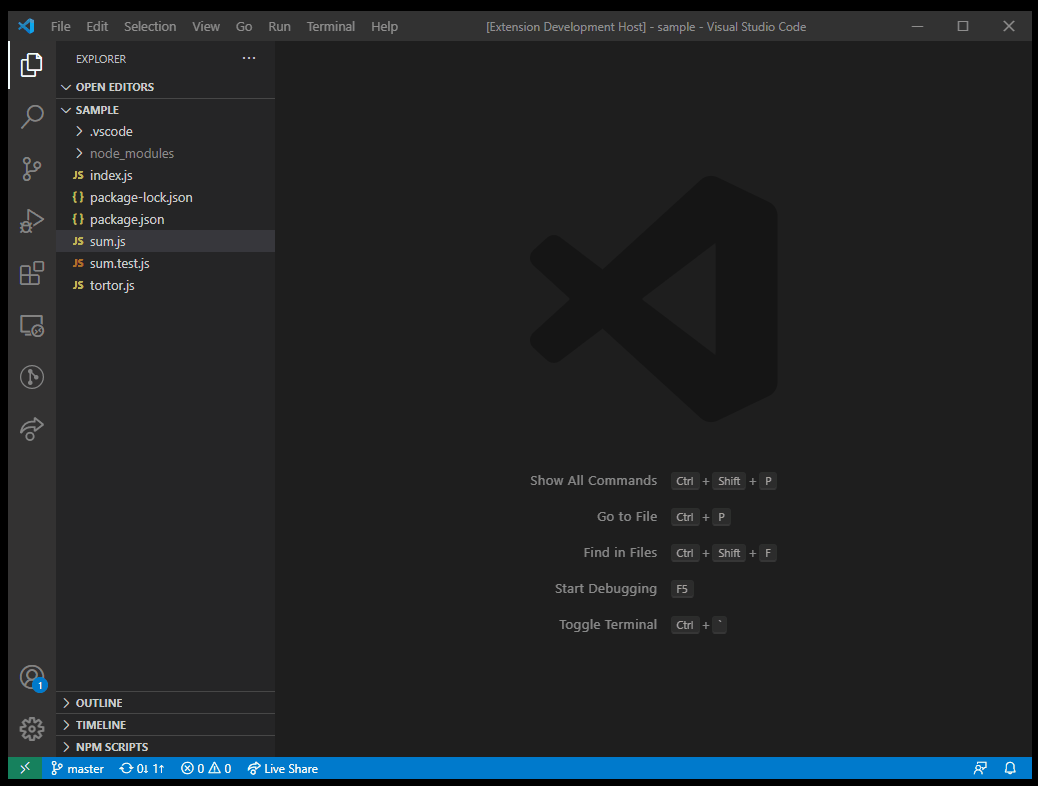 File Edit Selection View Go Run Terminal Help [Extension Development Host] - sample - Visual Studio Code
EXPLORER ···
OPEN EDITORS
SAMPLE
.vscode
node_modules
JS index.js
{} package-lock.json
{} package.json
JS sum.js
JS sum.test.js
JS tortor.js
Show All Commands Ctrl + Shift + P
Go to File Ctrl + P
Find in Files Ctrl + Shift + F
Start Debugging F5
Toggle Terminal Ctrl + `
1
OUTLINE
TIMELINE
NPM SCRIPTS
master 0↓ 1↑ 0 0 Live Share